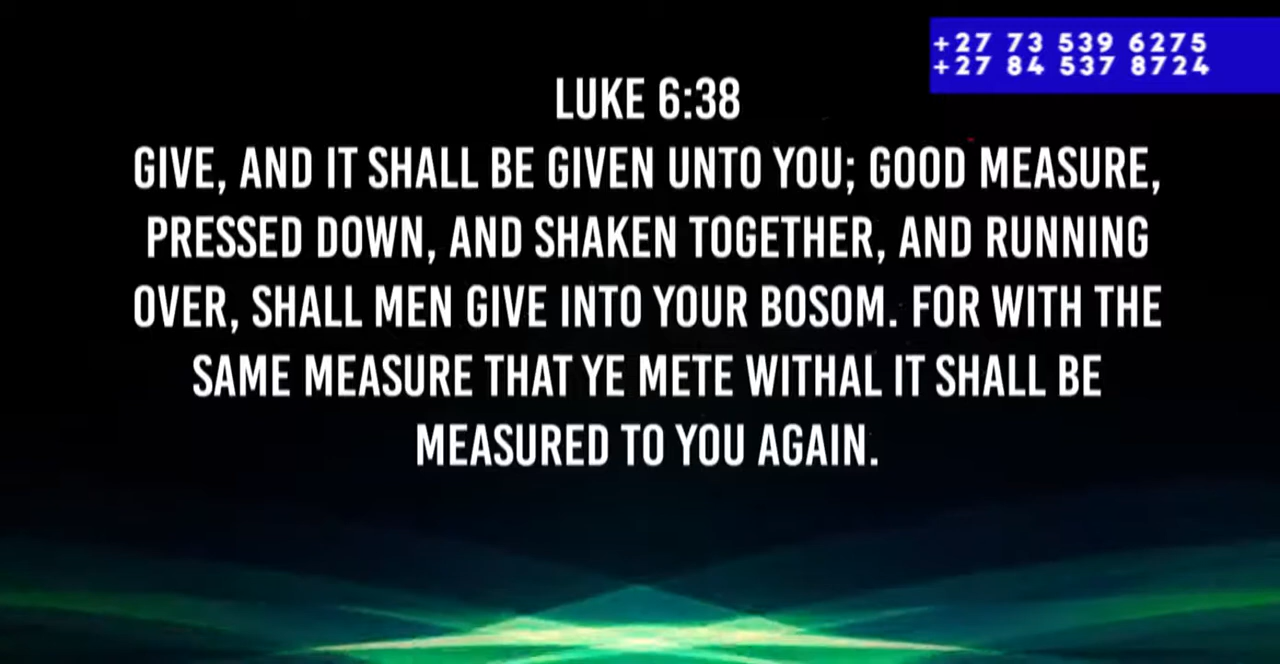 +27 73 539 6275
+27 84 537 8724
LUKE 6:38
GIVE, AND IT SHALL BE GIVEN UNTO YOU; GOOD MEASURE,
PRESSED DOWN, AND SHAKEN TOGETHER, AND RUNNING
OVER, SHALL MEN GIVE INTO YOUR BOSOM. FOR WITH THE
SAME MEASURE THAT YE METE WITHAL IT SHALL BE
MEASURED TO YOU AGAIN.